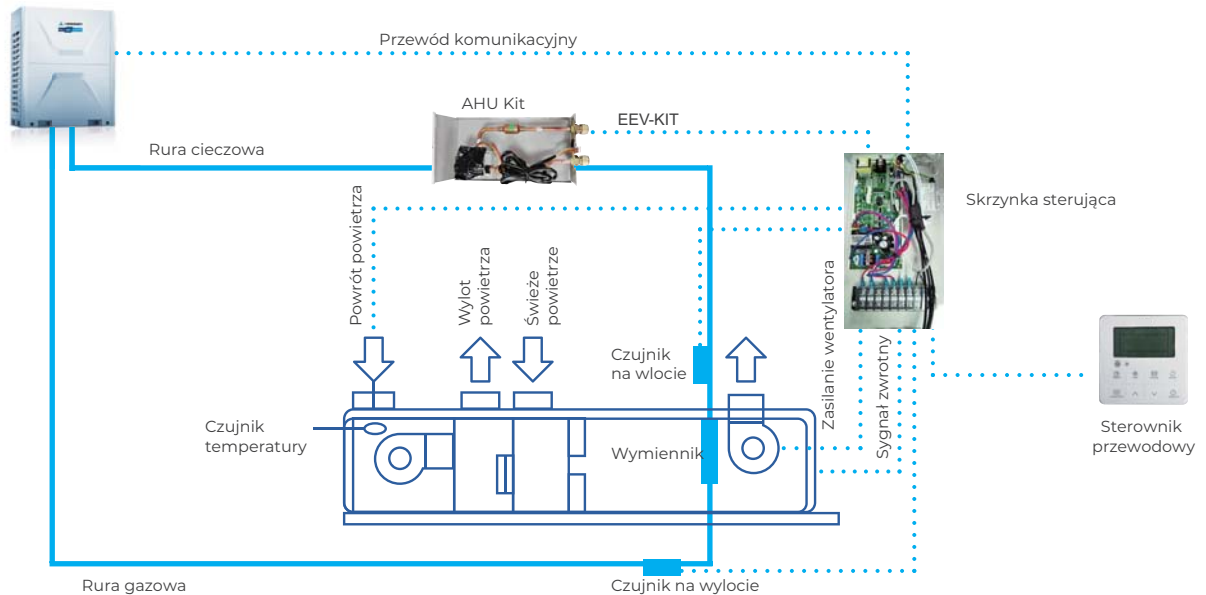 Przewód komunikacyjny
AHU Kit
EEV-KIT
Rura cieczowa
Skrzynka sterująca
Powrót powietrza
Wylot
powietrza
Świeże
powietrze
Czujnik
na wlocie
Zasilanie wentylatora
Sygnał zwrotny
Czujnik
temperatury
Wymiennik
Sterownik
przewodowy
Rura gazowa
Czujnik na wylocie